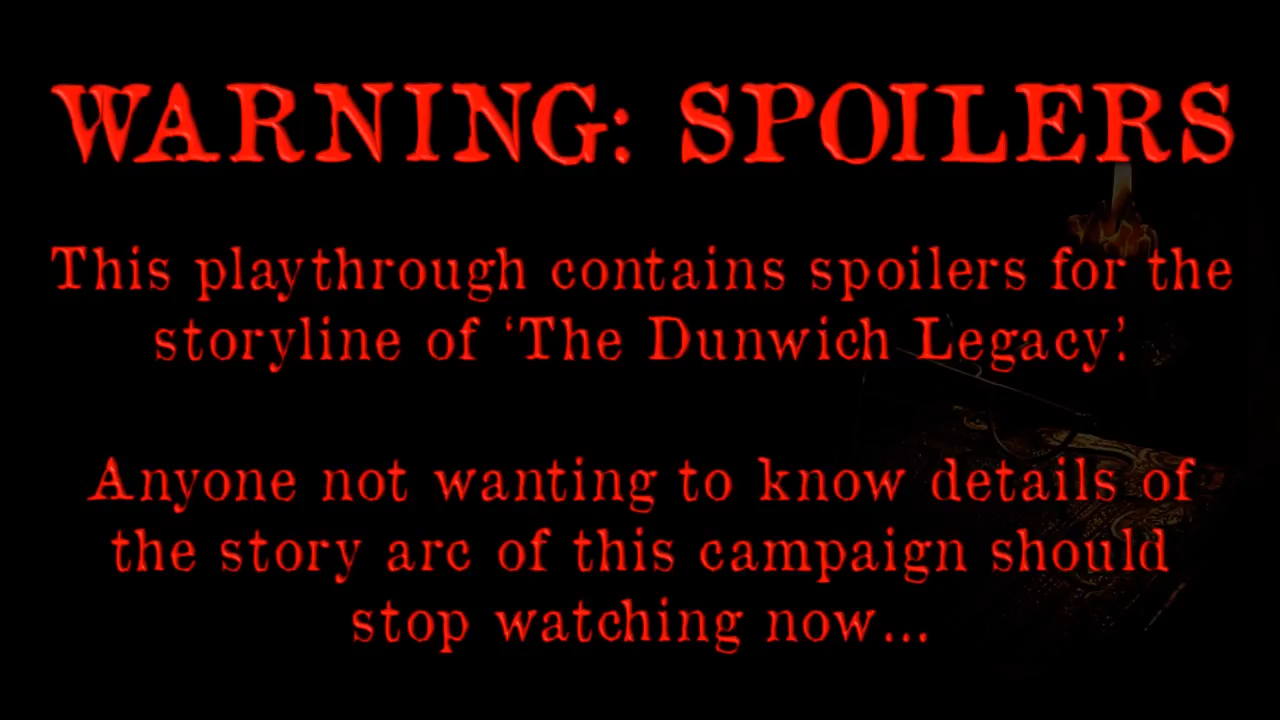 WARNING: SPOILERS
This playthrough contains spoilers for the
storyline of ‘The Dunwich Legacy’.
Anyone not wanting to know details of
the story arc of this campaign should
stop watching now...